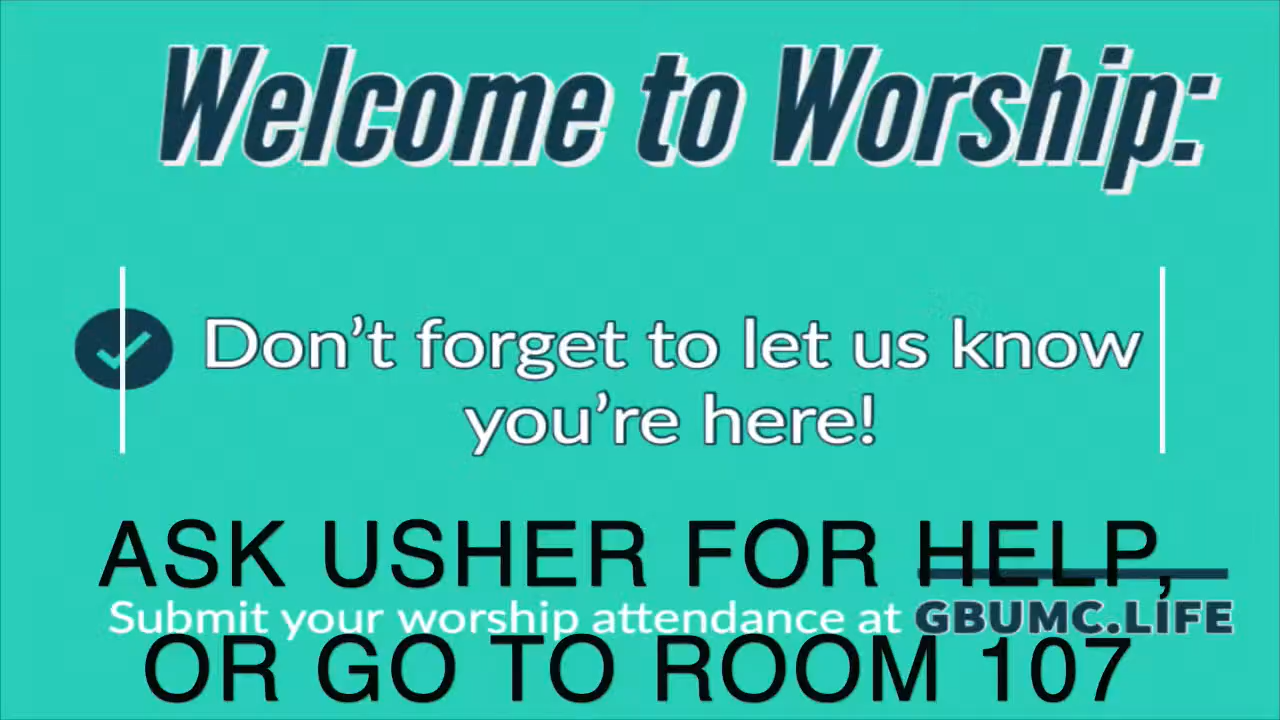 Welcome to Worship:
Don't forget to let us know
you're here!
ASK USHER FOR HELP,
Submit your worship attendance at GBUMC.LIFE
OR GO TO ROOM 107